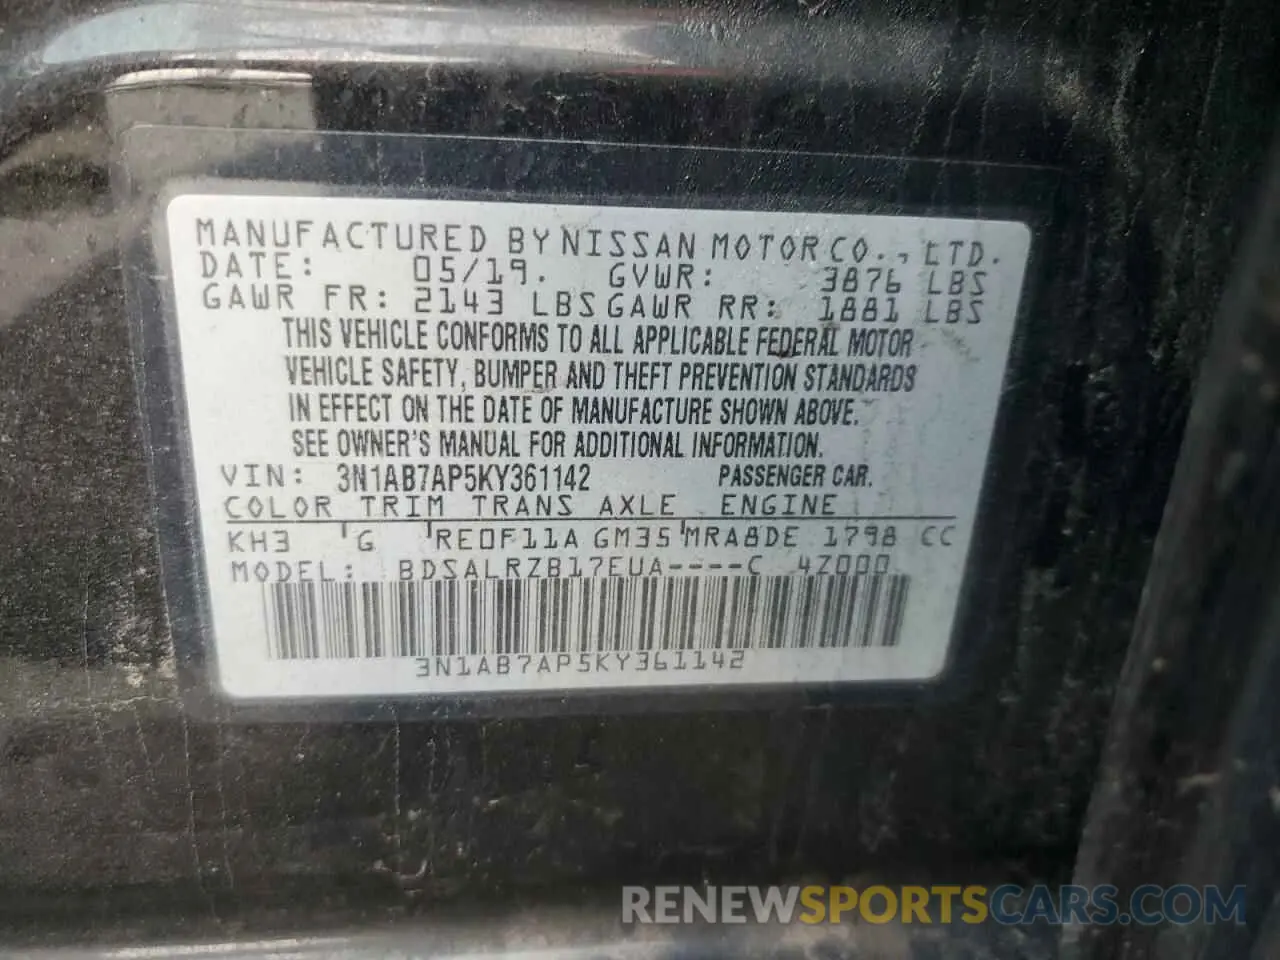 MANUFACTURED BY NISSAN MOTOR CO., LTD.
DATE: 05/19. GVWR: 3876 LBS
GAWR FR: 2143 LBS GAWR RR: 1881 LBS
THIS VEHICLE CONFORMS TO ALL APPLICABLE FEDERAL MOTOR
VEHICLE SAFETY, BUMPER AND THEFT PREVENTION STANDARDS
IN EFFECT ON THE DATE OF MANUFACTURE SHOWN ABOVE.
SEE OWNER'S MANUAL FOR ADDITIONAL INFORMATION.
VIN: 3N1AB7AP5KY361142 PASSENGER CAR.
COLOR TRIM TRANS AXLE ENGINE
KH3 G RE0F11A GM35 MRA8DE 1798 CC
MODEL: BDSALRZB17EUA----C 4Z000
3N1AB7AP5KY361142
RENEWSPORTSCARS.COM